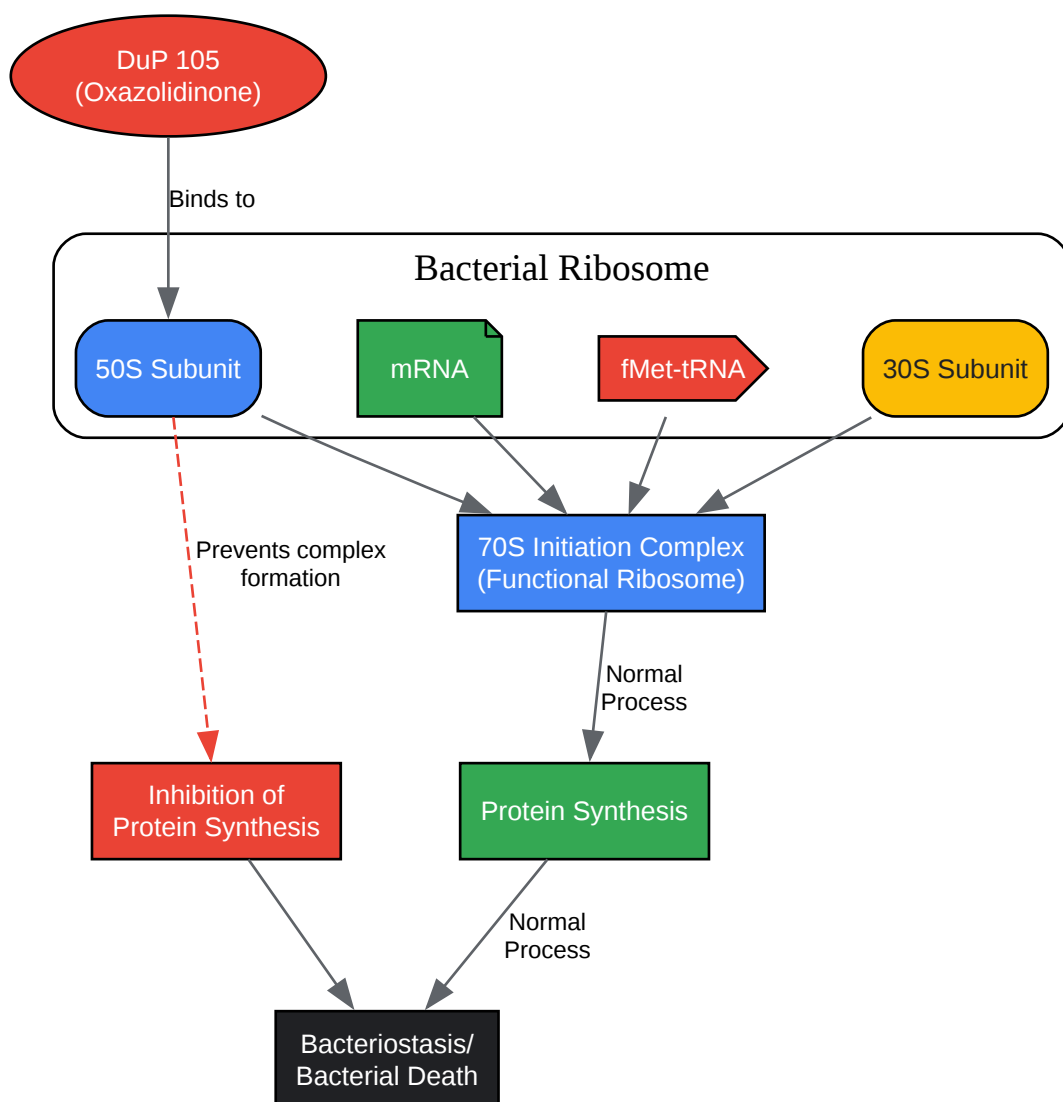 DuP 105
(Oxazolidinone)
Binds to
Bacterial Ribosome
50S Subunit
mRNA
fMet-tRNA
30S Subunit
Prevents complex
formation
70S Initiation Complex
(Functional Ribosome)
Normal
Process
Inhibition of
Protein Synthesis
Protein Synthesis
Normal
Process
Bacteriostasis/
Bacterial Death